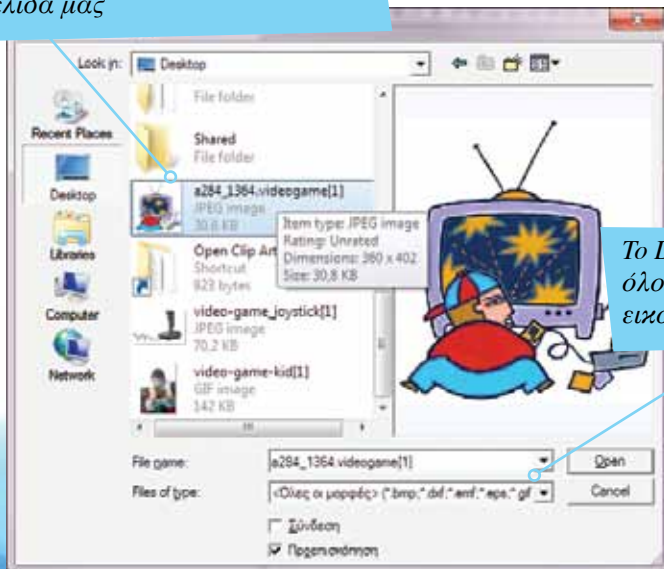 σελίδα μας
Look in:
Desktop
Recent Places
Desktop
Libraries
Computer
Network
File folder
Shared
File folder
a284_1364.videogame[1]
JPEG image
30,8 KB
Open Clip Art
Shortcut
823 bytes
video-game_joystick[1]
JPEG image
70,2 KB
video-game-kid[1]
GIF image
142 KB
Item type: JPEG image
Rating: Unrated
Dimensions: 360 x 402
Size: 30,8 KB
Το
όλο
εικο
File name:
a284_1364.videogame[1]
Open
Files of type:
<Όλες οι μορφές> (*.bmp;*.dxf;*.emf;*.eps;*.gif
Cancel
Σύνδεση
Προεπισκόπηση